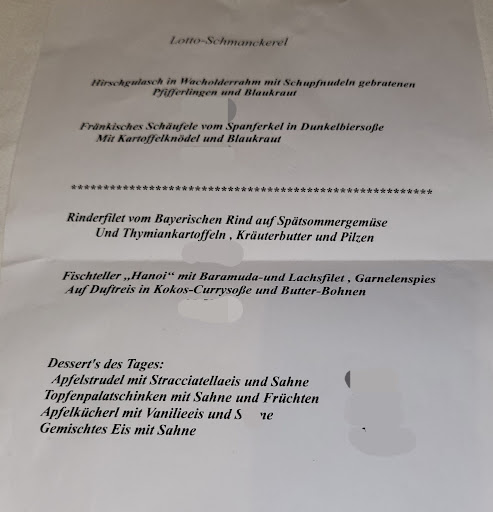 Lotto-Schmanckerel
Hirschgulasch in Wacholderrahm mit Schupfnudeln gebratenen
Pfifferlingen und Blaukraut
Fränkisches Schäufele vom Spanferkel in Dunkelbiersoße
Mit Kartoffelknödel und Blaukraut
********************************************************
Rinderfilet vom Bayerischen Rind auf Spätsommergemüse
Und Thymiankartoffeln , Kräuterbutter und Pilzen
Fischteller „Hanoi“ mit Baramuda-und Lachsfilet , Garnelenspies
Auf Duftreis in Kokos-Currysoße und Butter-Bohnen
Dessert's des Tages:
Apfelstrudel mit Stracciatellaeis und Sahne
Topfenpalatschinken mit Sahne und Früchten
Apfelkücherl mit Vanilieeis und
Gemischtes Eis mit Sahne